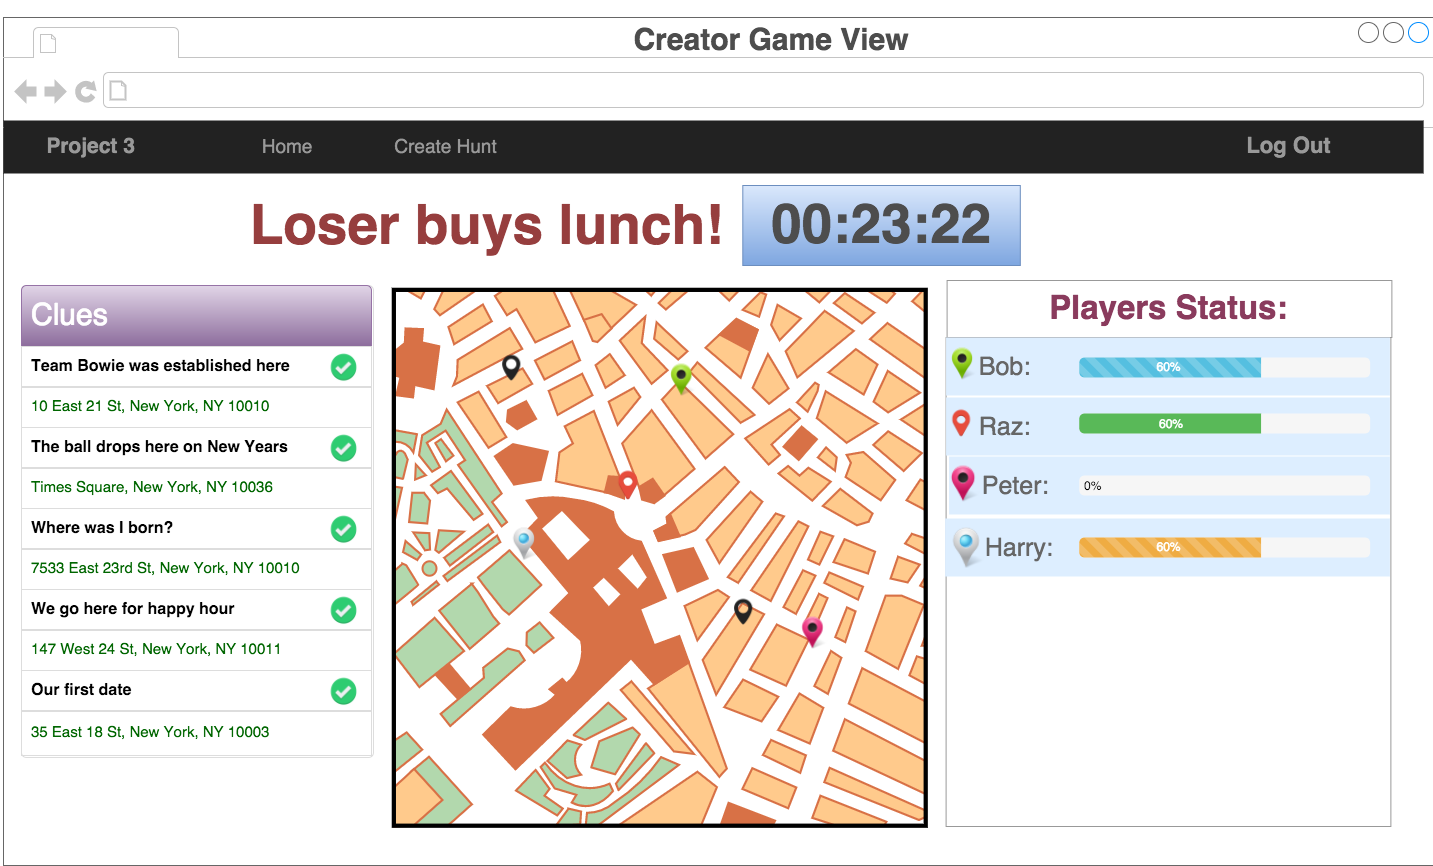 Creator Game View
Project 3 Home Create Hunt Log Out
Loser buys lunch! 00:23:22
Clues
Team Bowie was established here
10 East 21 St, New York, NY 10010
The ball drops here on New Years
Times Square, New York, NY 10036
Where was I born?
7533 East 23rd St, New York, NY 10010
We go here for happy hour
147 West 24 St, New York, NY 10011
Our first date
35 East 18 St, New York, NY 10003
Players Status:
Bob: 60%
Raz: 60%
Peter: 0%
Harry: 60%